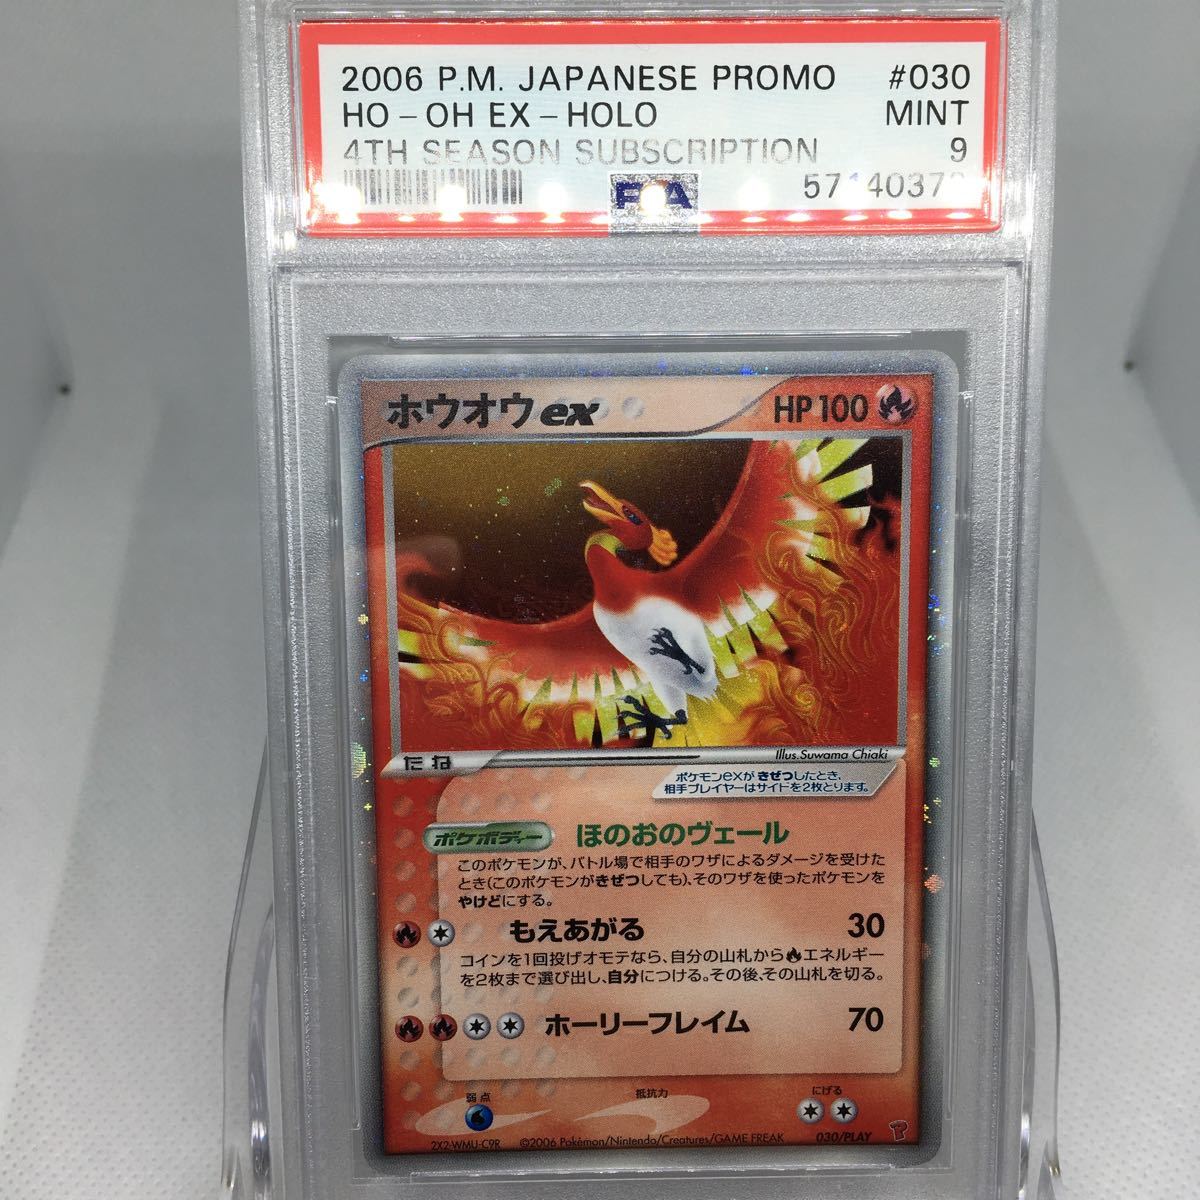 2006 P.M. JAPANESE PROMO #030
HO-OH EX-HOLO MINT
4TH SEASON SUBSCRIPTION 9
PSA
ホウオウex HP100
Illus.Suwama Chiaki
たね
ポケモンexがきぜつしたとき、
相手プレイヤーはサイドを2枚とります。
ポケボディー ほのおのヴェール
このポケモンが、バトル場で相手のワザによるダメージを受けた
とき(このポケモンがきぜつしても)、そのワザを使ったポケモンを
やけどにする。
もえあがる 30
コインを1回投げオモテなら、自分の山札からエネルギー
を2枚まで選び出し、自分につける。その後、その山札を切る。
ホーリーフレイム 70
弱点 抵抗力 にげる
2X2-WMU-C9R ©2006 Pokémon/Nintendo/Creatures/GAME FREAK 030/PLAY P